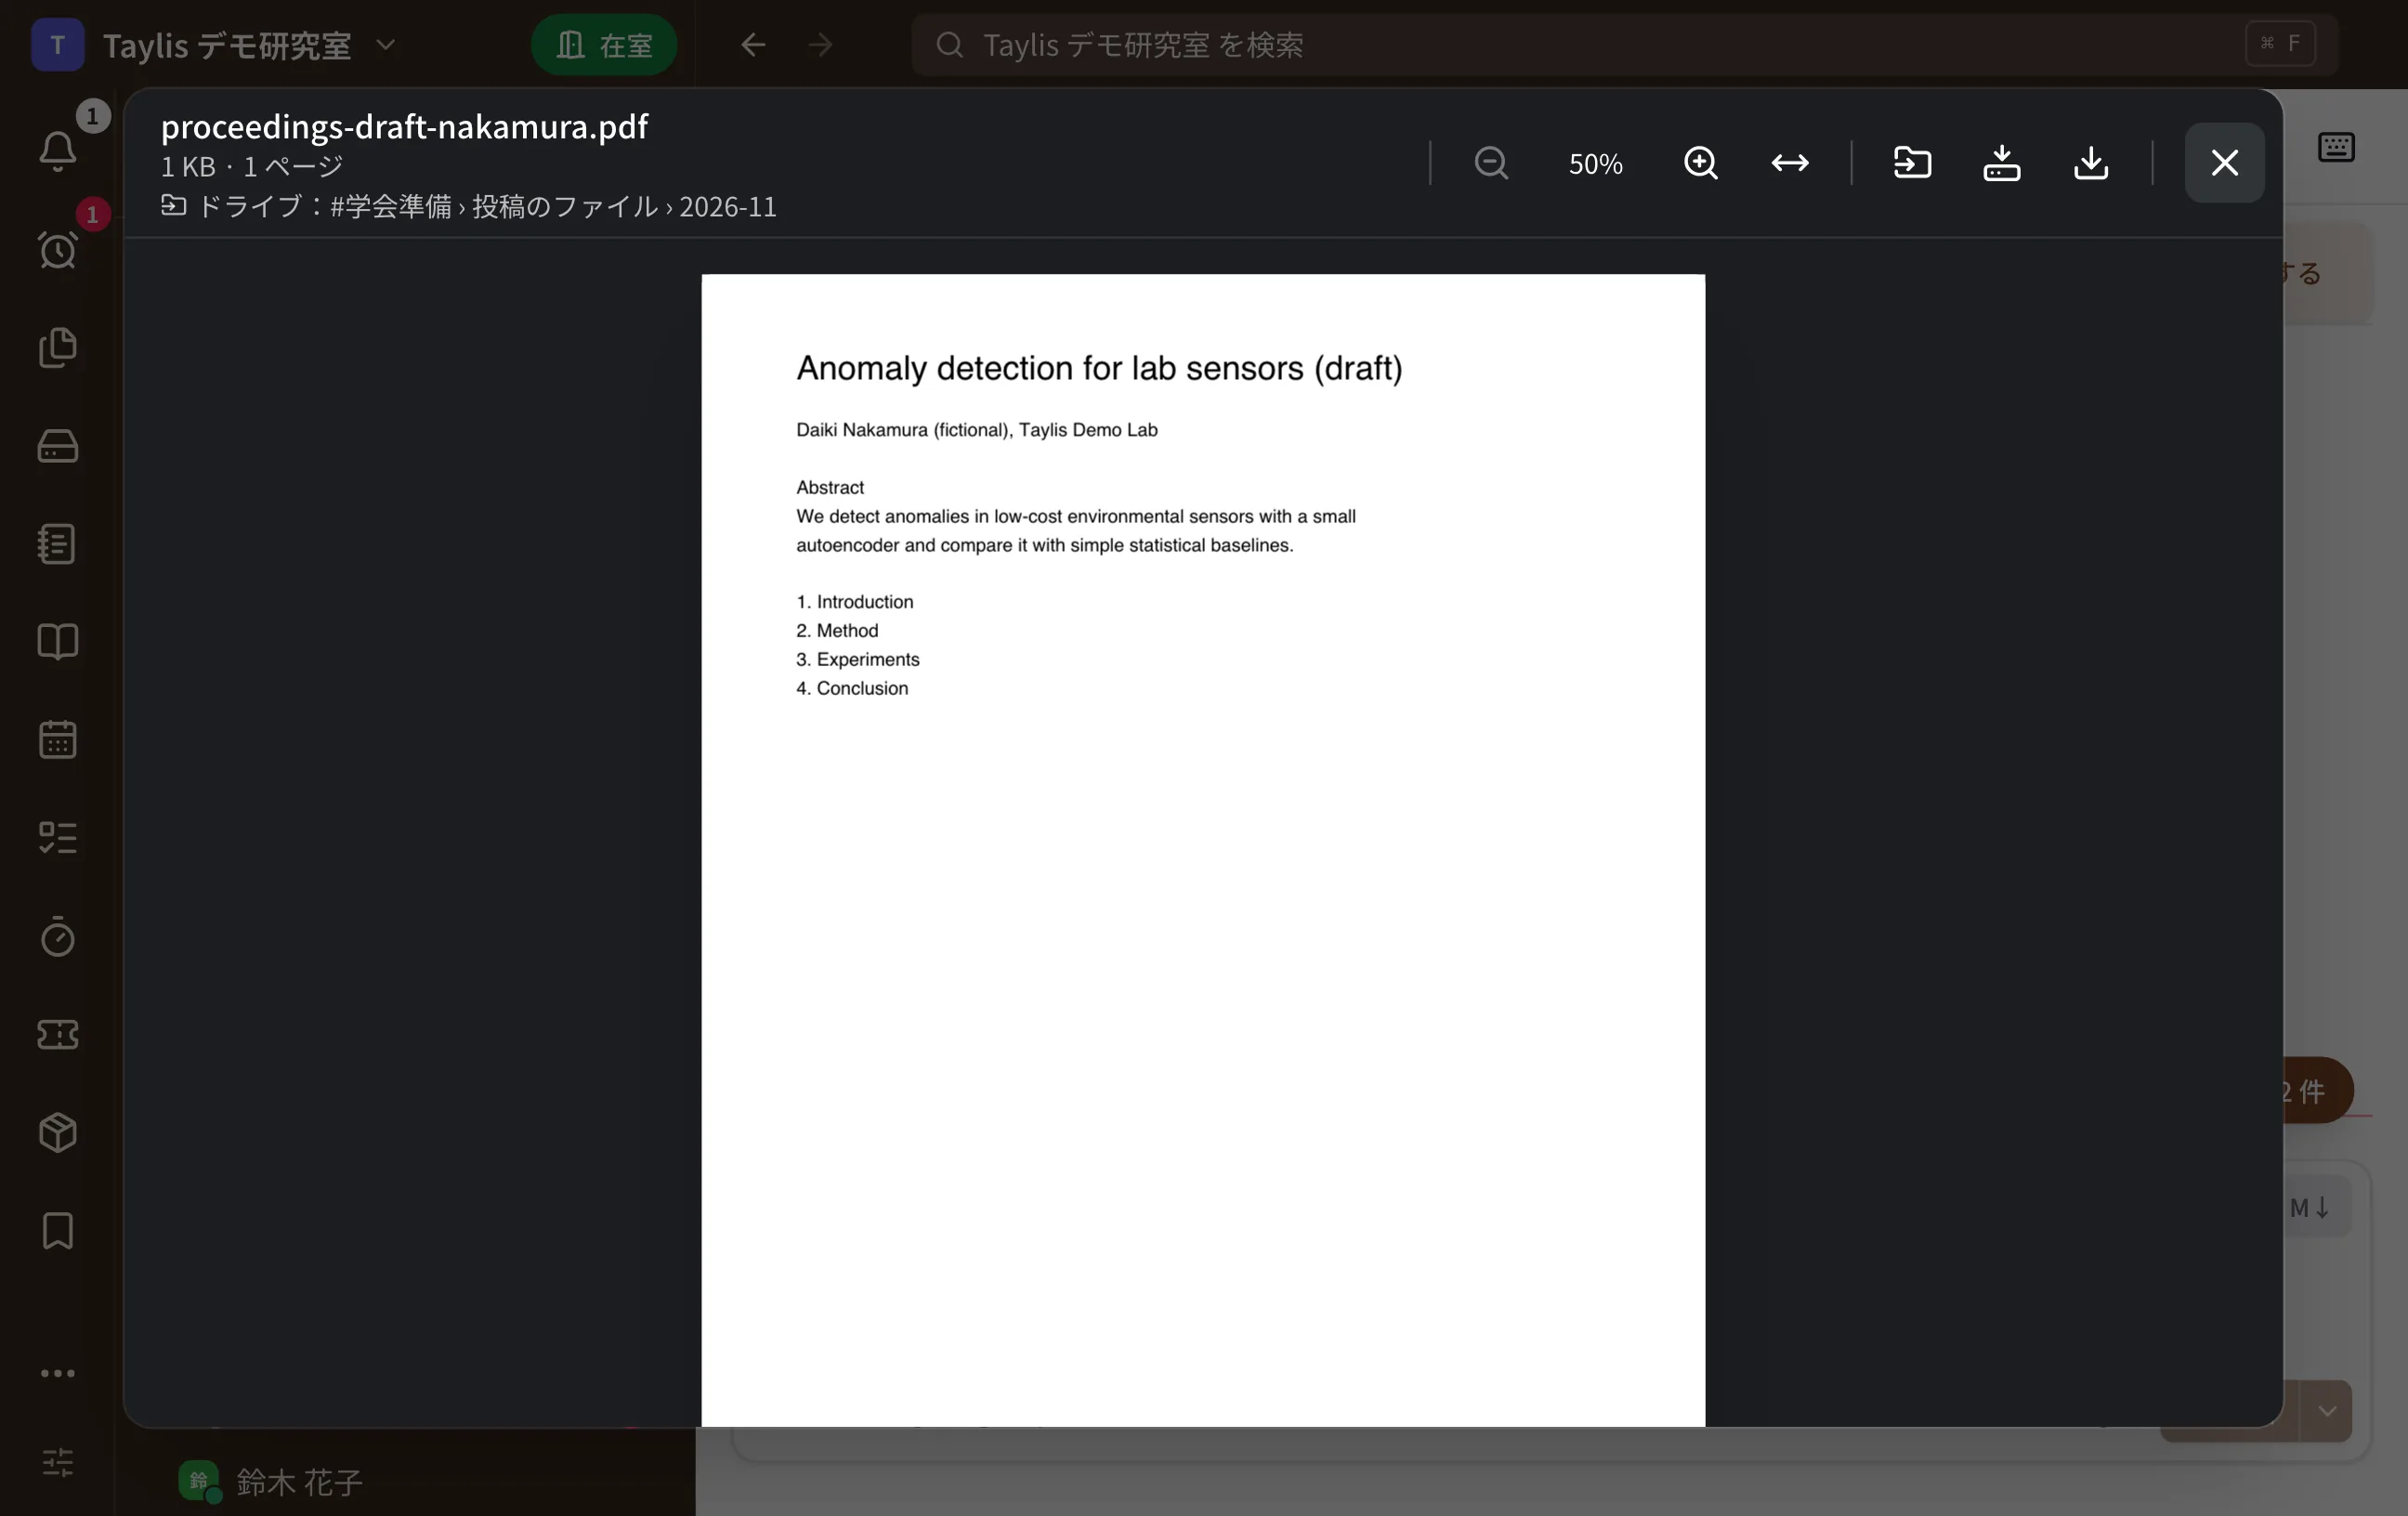 T Taylis デモ研究室 在室 Taylis デモ研究室 を検索 ⌘ F
1
1
proceedings-draft-nakamura.pdf
1 KB · 1 ページ
ドライブ：#学会準備 › 投稿のファイル › 2026-11
50%
する
Anomaly detection for lab sensors (draft)
Daiki Nakamura (fictional), Taylis Demo Lab
Abstract
We detect anomalies in low-cost environmental sensors with a small
autoencoder and compare it with simple statistical baselines.
1. Introduction
2. Method
3. Experiments
4. Conclusion
2 件
M↓
鈴 鈴木 花子